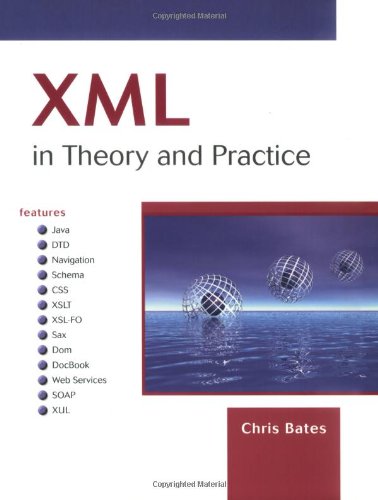 Copyrighted Material
XML
in Theory and Practice
features
Java
DTD
Navigation
Schema
CSS
XSLT
XSL-FO
Sax
Dom
DocBook
Web Services
SOAP
XUL
Chris Bates
Copyrighted Material